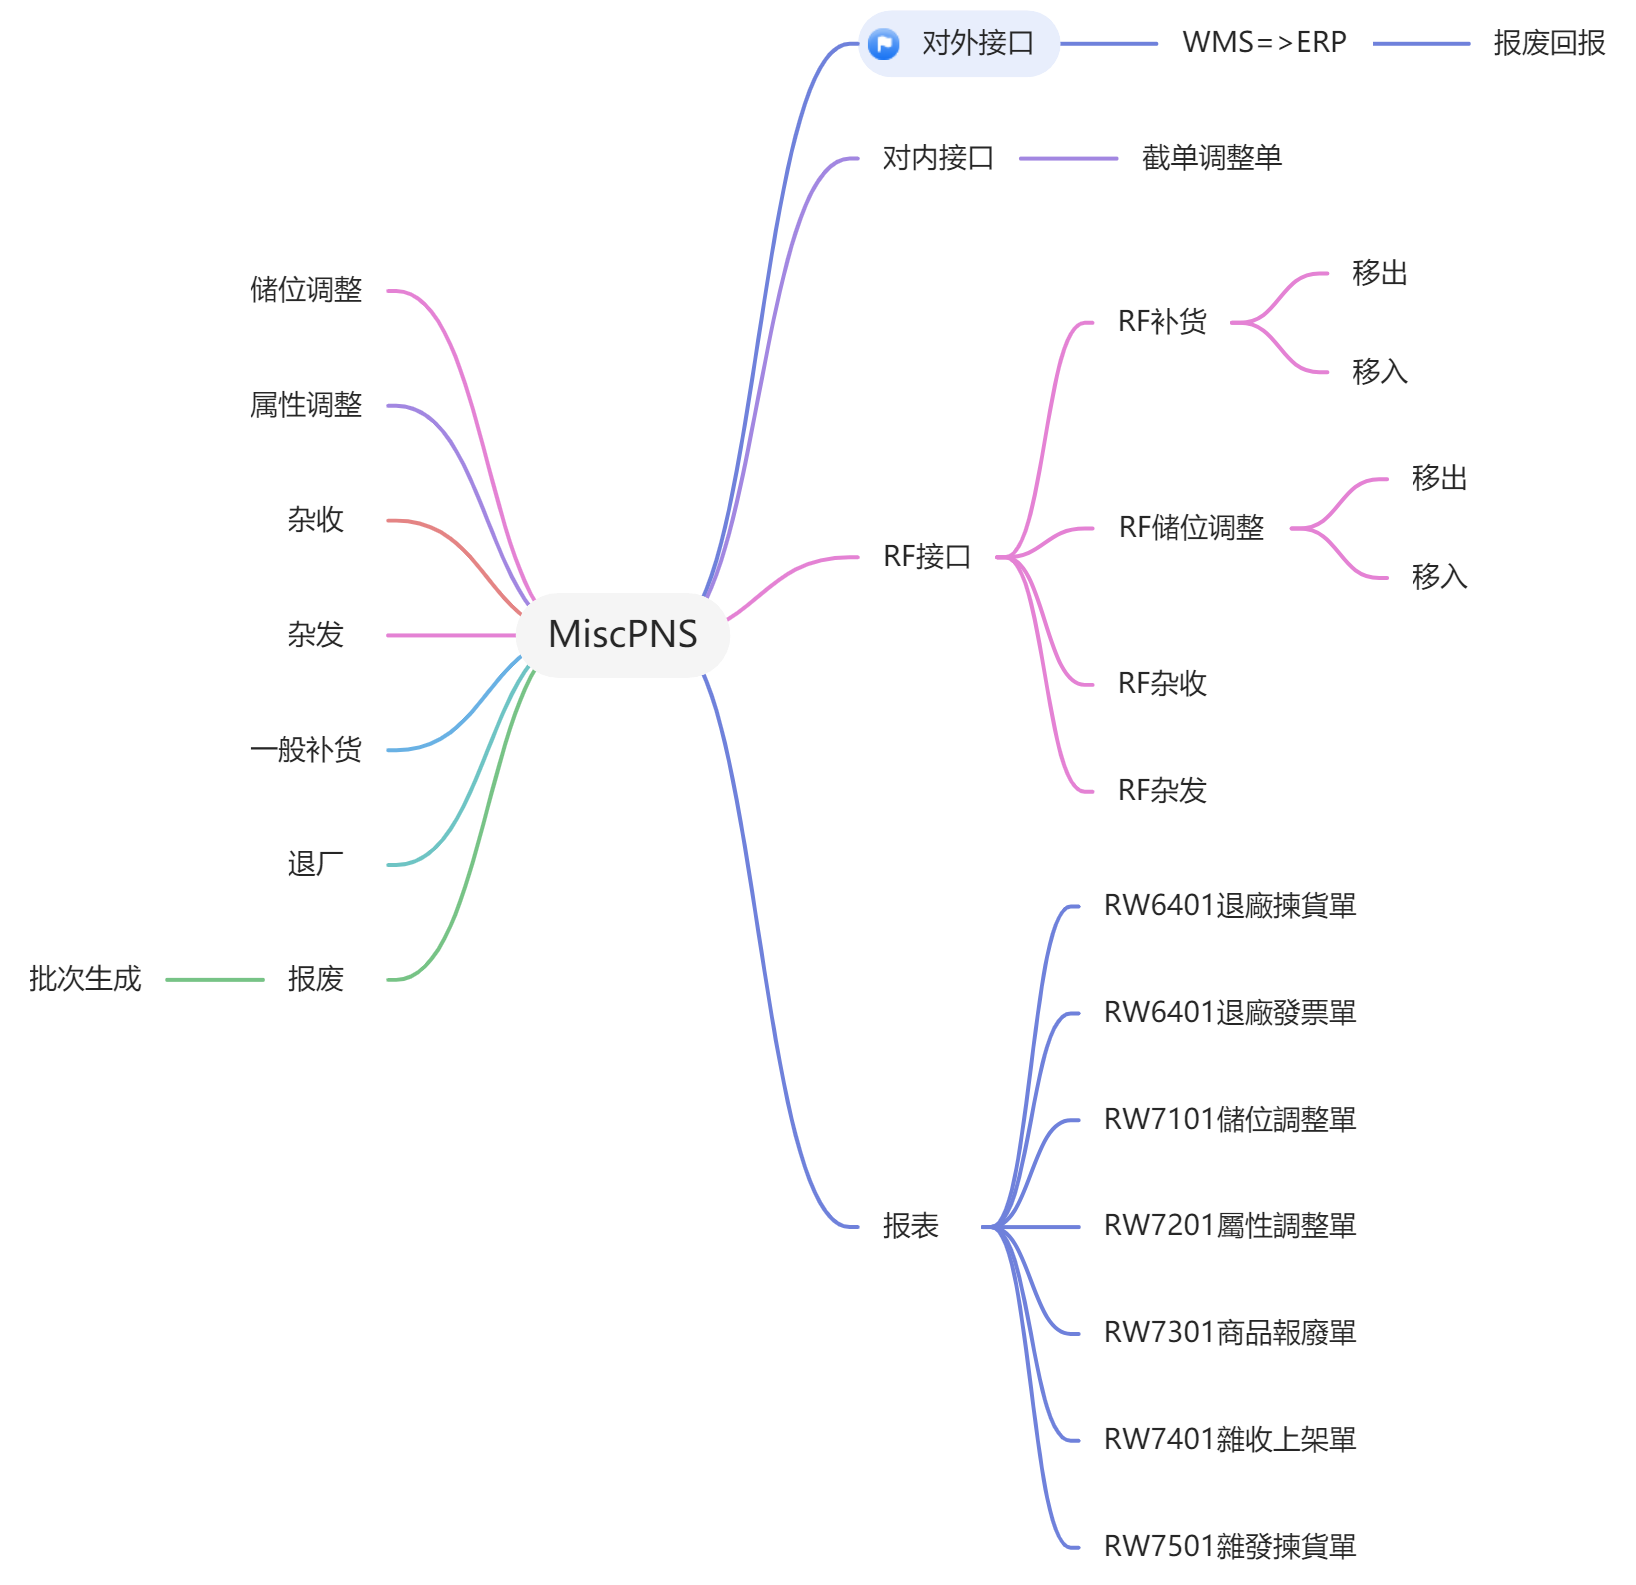 对外接口
WMS=>ERP
报废回报
对内接口
截单调整单
储位调整
属性调整
杂收
杂发
一般补货
退厂
报废
批次生成
MiscPNS
RF接口
RF补货
移出
移入
RF储位调整
移出
移入
RF杂收
RF杂发
报表
RW6401退廠揀貨單
RW6401退廠發票單
RW7101儲位調整單
RW7201屬性調整單
RW7301商品報廢單
RW7401雜收上架單
RW7501雜發揀貨單